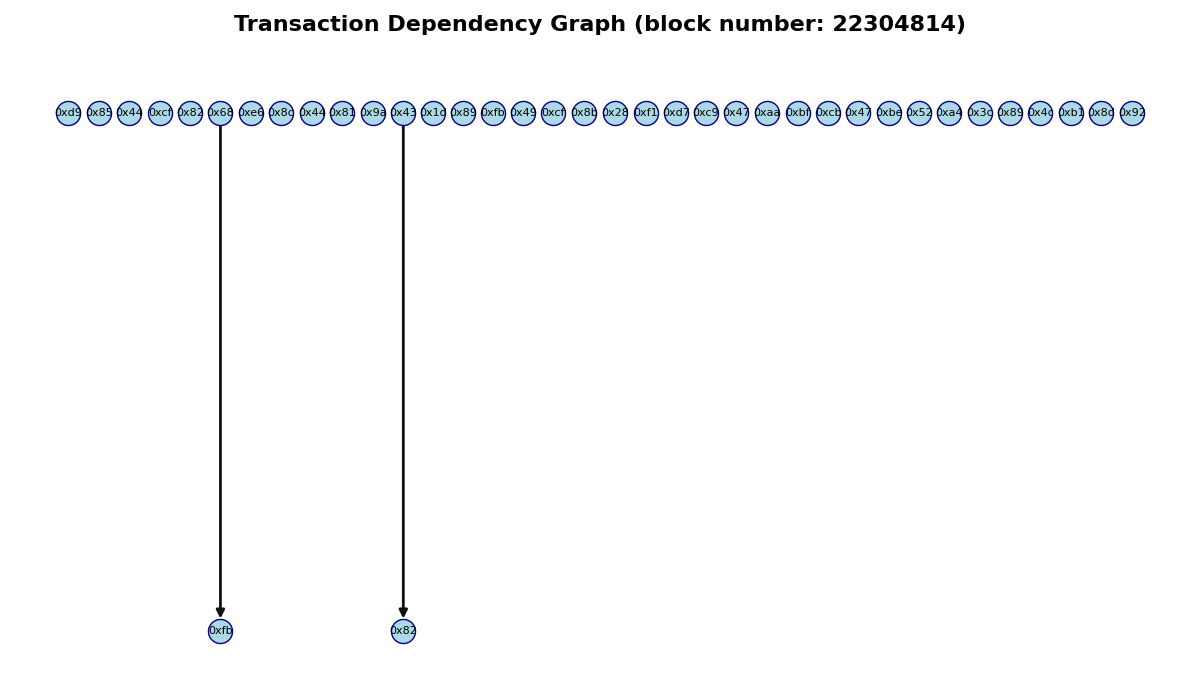 Transaction Dependency Graph (block number: 22304814)
0xd9 0x85 0x44 0xcf 0x82 0x68 0xe6 0x8c 0x44 0x81 0x9a 0x43 0x1d 0x89 0xfb 0x49 0xcf 0x8b 0x28 0xf1 0xd7 0xc9 0x47 0xaa 0xbf 0xcb 0x47 0xbe 0x52 0xa4 0x3c 0x89 0x4c 0xb1 0x8d 0x92
0xfb 0x82